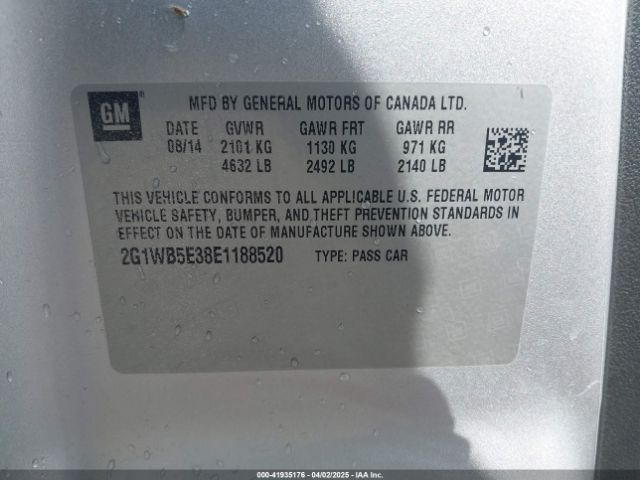 GM®
MFD BY GENERAL MOTORS OF CANADA LTD.
DATE GVWR GAWR FRT GAWR RR
08/14 2101 KG 1130 KG 971 KG
4632 LB 2492 LB 2140 LB
THIS VEHICLE CONFORMS TO ALL APPLICABLE U.S. FEDERAL MOTOR
VEHICLE SAFETY, BUMPER, AND THEFT PREVENTION STANDARDS IN
EFFECT ON THE DATE OF MANUFACTURE SHOWN ABOVE.
2G1WB5E38E1188520 TYPE: PASS CAR
000-41935176 - 04/02/2025 - IAA Inc.